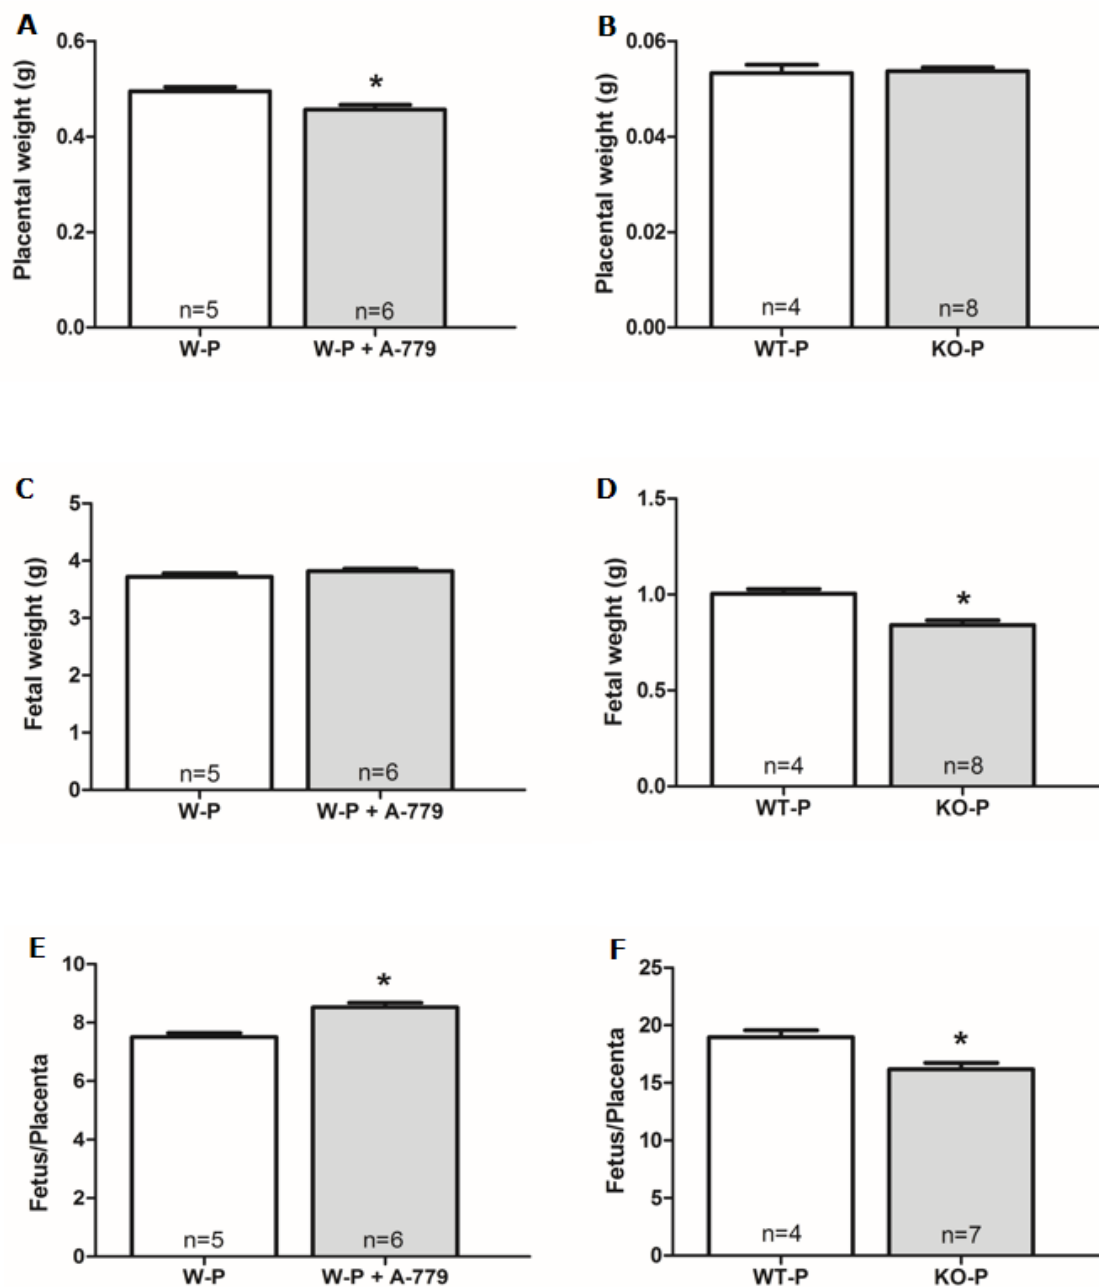 A
Placental weight (g)
0.6
0.4
0.2
0.0
*
n=5
n=6
W-P
W-P + A-779
B
Placental weight (g)
0.06
0.04
0.02
0.00
n=4
n=8
WT-P
KO-P
C
Fetal weight (g)
5
4
3
2
1
0
n=5
n=6
W-P
W-P + A-779
D
Fetal weght (g)
1.5
1.0
0.5
0.0
*
n=4
n=8
WT-P
KO-P
E
Fetus/Placenta
10
8
6
4
2
0
*
n=5
n=6
W-P
W-P + A-779
F
Fetus/Placenta
25
20
15
10
5
0
*
n=4
n=7
WT-P
KO-P